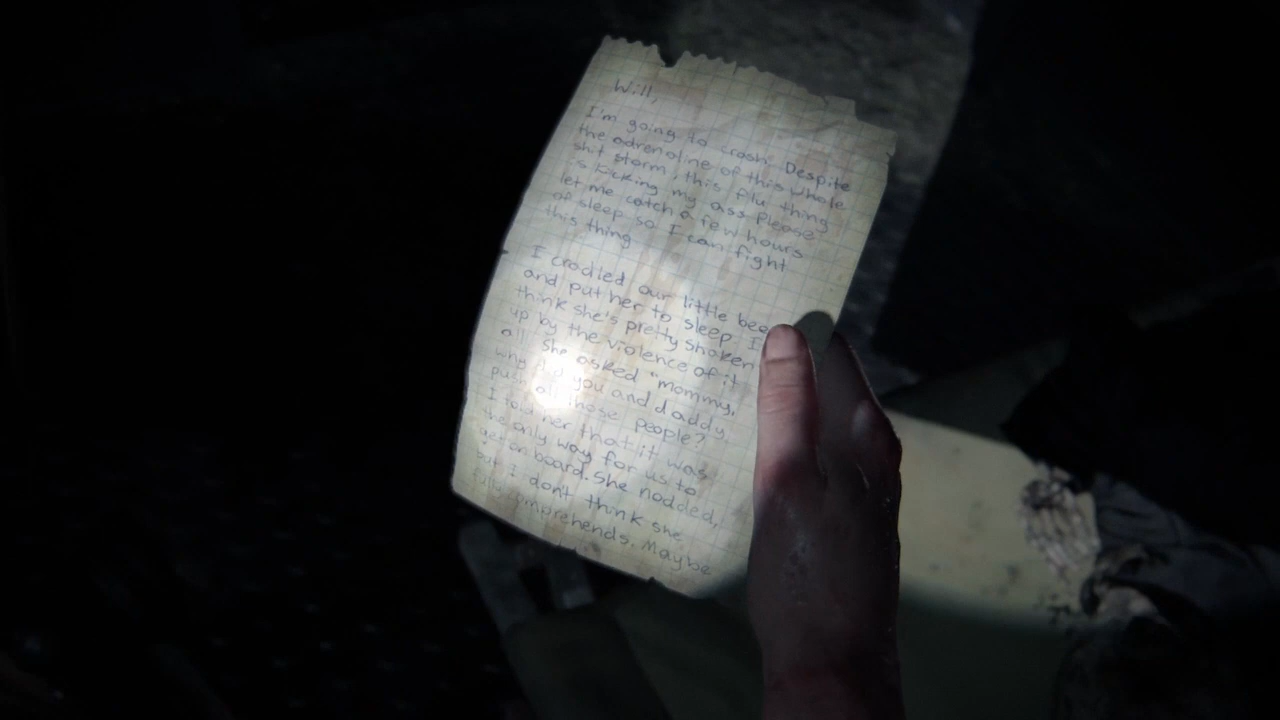 Will,
I'm going to crash. Despite
the adrenaline of this whole
shit storm, this flu thing
is kicking my ass. Please
let me catch a few hours
of sleep so I can fight
this thing
I cradled our little bee
and put her to sleep. I
think she's pretty shaken
up by the violence of it
all. She asked "mommy,
why did you and daddy
push all those people?
I told her that it was
the only way for us to
get on board. She nodded,
but I don't think she
fully comprehends. Maybe